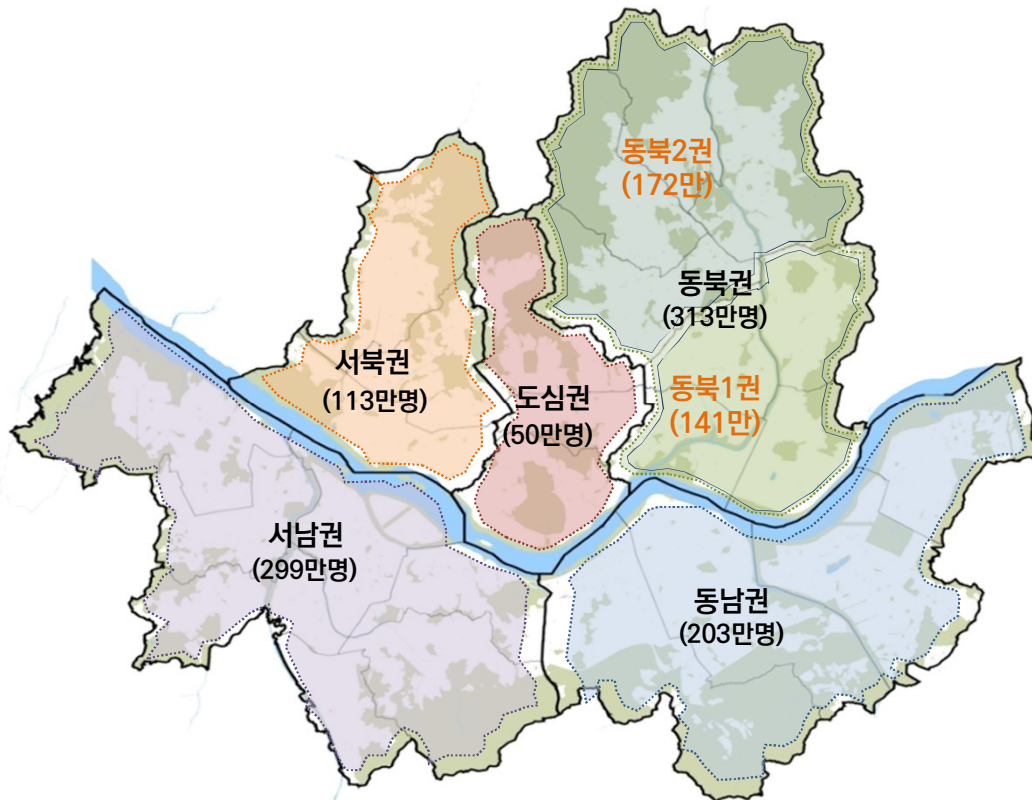 동북2권
(172만)
동북권
(313만명)
서북권
(113만명)
도심권
(50만명)
동북1권
(141만)
서남권
(299만명)
동남권
(203만명)